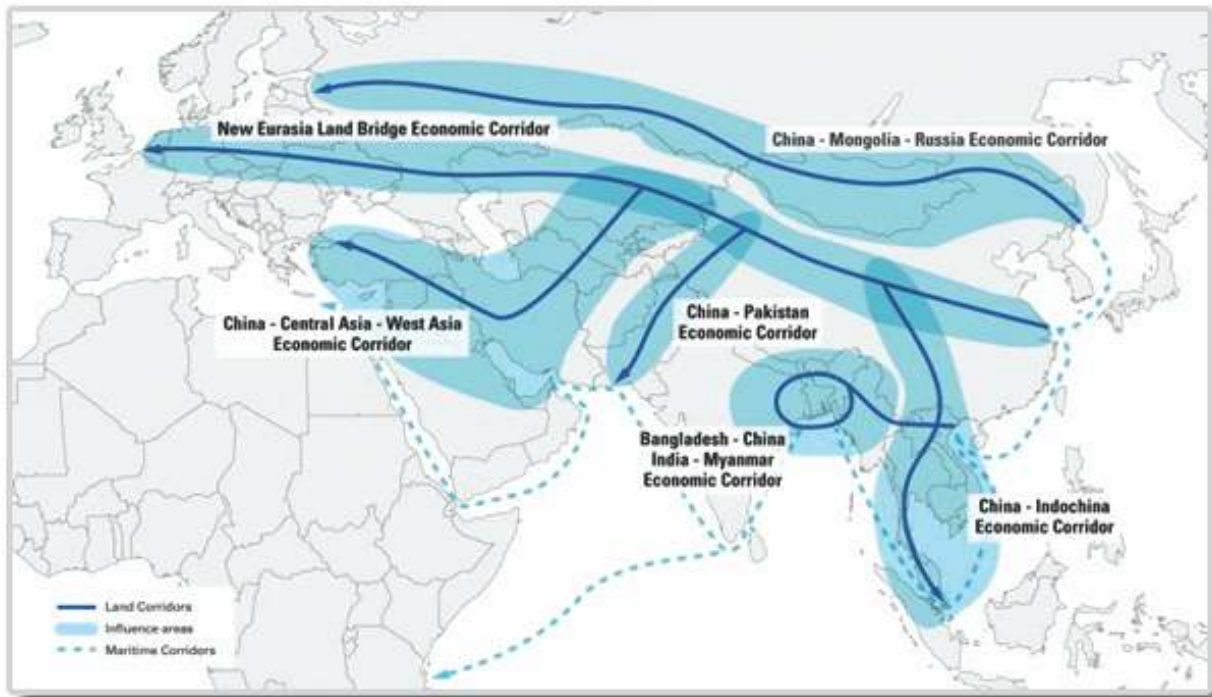 New Eurasia Land Bridge Economic Corridor
China - Mongolia - Russia Economic Corridor
China - Central Asia - West Asia
Economic Corridor
China - Pakistan
Economic Corridor
Bangladesh - China
India - Myanmar
Economic Corridor
China - Indochina
Economic Corridor
Land Corridors
Influence areas
Maritime Corridors